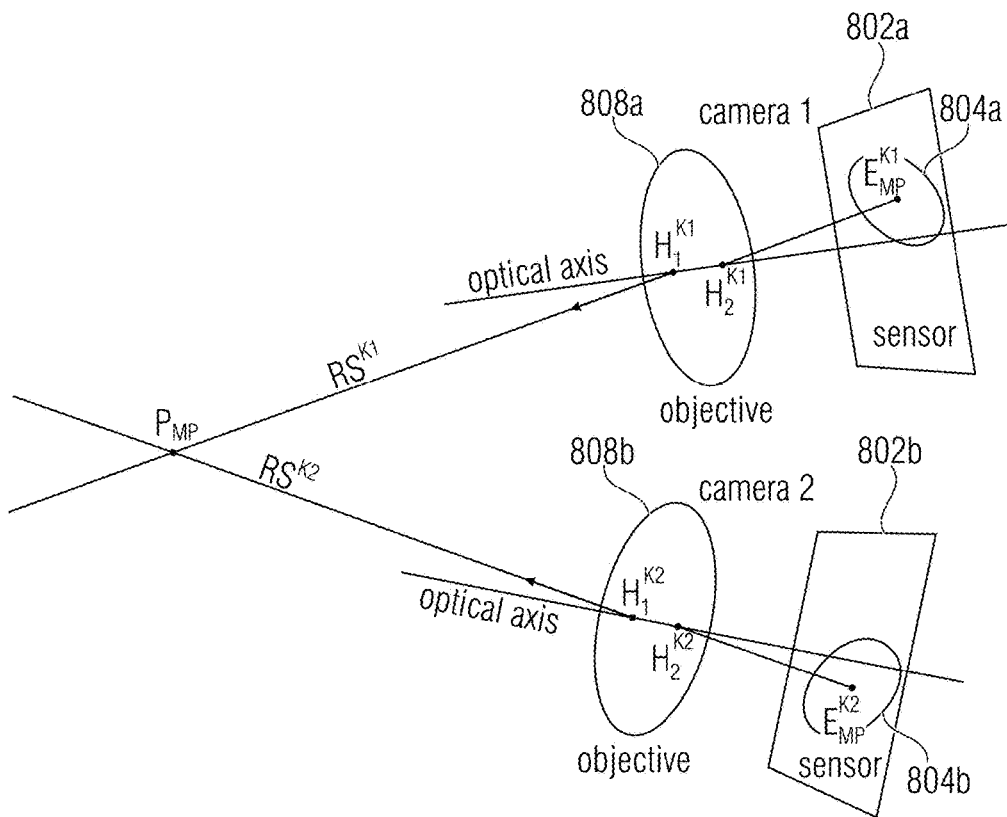 802a
808a
camera 1
804a
E_MP^K1
H_1^K1
optical axis
H_2^K1
sensor
RS^K1
objective
P_MP
808b
802b
RS^K2
camera 2
H_1^K2
optical axis
H_2^K2
E_MP^K2
objective
sensor
804b